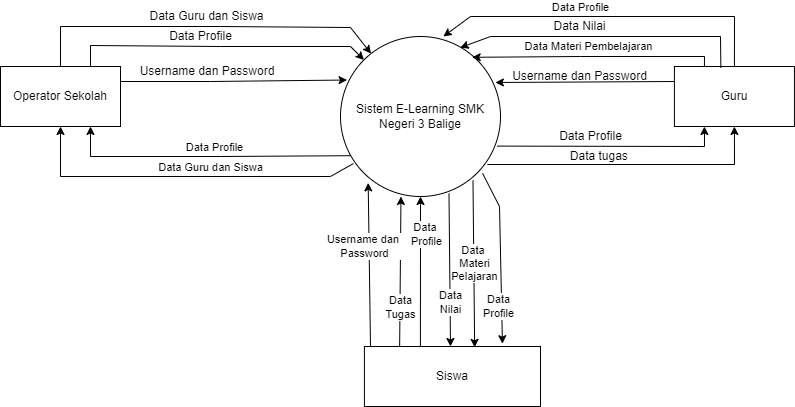 Data Guru dan Siswa
Data Profile
Username dan Password
Operator Sekolah
Data Profile
Data Guru dan Siswa
Sistem E-Learning SMK
Negeri 3 Balige
Data Profile
Data Nilai
Data Materi Pembelajaran
Username dan Password
Guru
Data Profile
Data tugas
Username dan
Password
Data
Tugas
Data
Profile
Data
Nilai
Data
Materi
Pelajaran
Data
Profile
Siswa